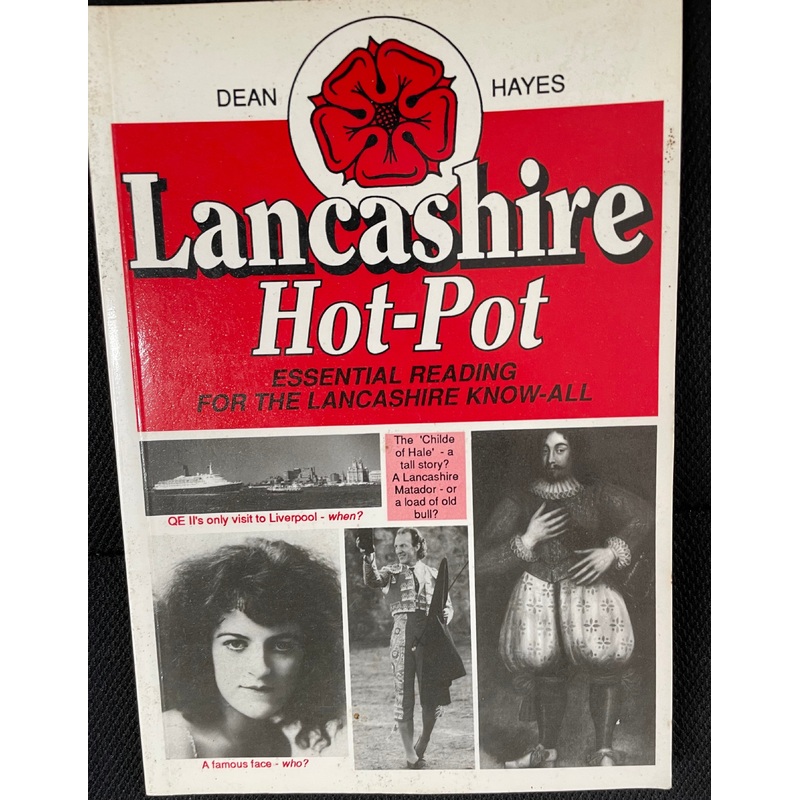 DEAN HAYES
Lancashire
Hot-Pot
ESSENTIAL READING
FOR THE LANCASHIRE KNOW-ALL
The 'Childe
of Hale' - a
tall story?
A Lancashire
Matador - or
a load of old
bull?
QE II's only visit to Liverpool - when?
A famous face - who?